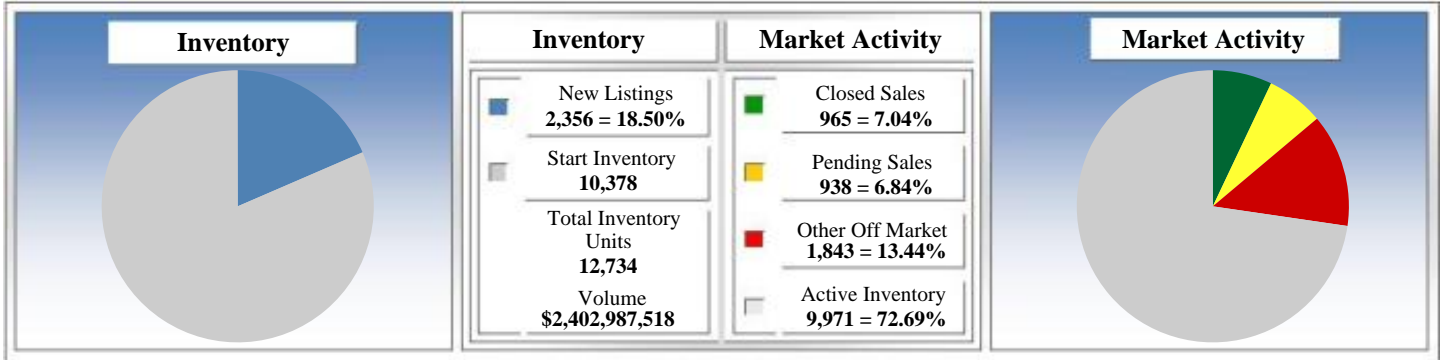 Inventory
Inventory
New Listings
2,356 = 18.50%
Start Inventory
10,378
Total Inventory
Units
12,734
Volume
$2,402,987,518
Market Activity
Closed Sales
965 = 7.04%
Pending Sales
938 = 6.84%
Other Off Market
1,843 = 13.44%
Active Inventory
9,971 = 72.69%
Market Activity